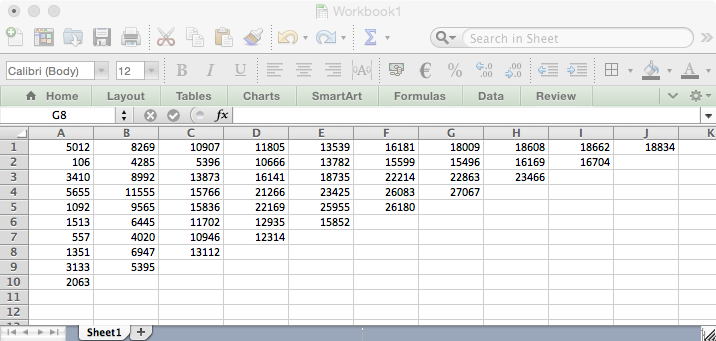 Workbook1
Search in Sheet
Calibri (Body) 12 B I U A A % .0 .00 .00 .0 A
Home Layout Tables Charts SmartArt Formulas Data Review
G8 fx
A B C D E F G H I J K
1 5012 8269 10907 11805 13539 16181 18009 18608 18662 18834
2 106 4285 5396 10666 13782 15599 15496 16169 16704
3 3410 8992 13873 16141 18735 22214 22863 23466
4 5655 11555 15766 21266 23425 26083 27067
5 1092 9565 15836 22169 25955 26180
6 1513 6445 11702 12935 15852
7 557 4020 10946 12314
8 1351 6947 13112
9 3133 5395
10 2063
11
12
Sheet1 +